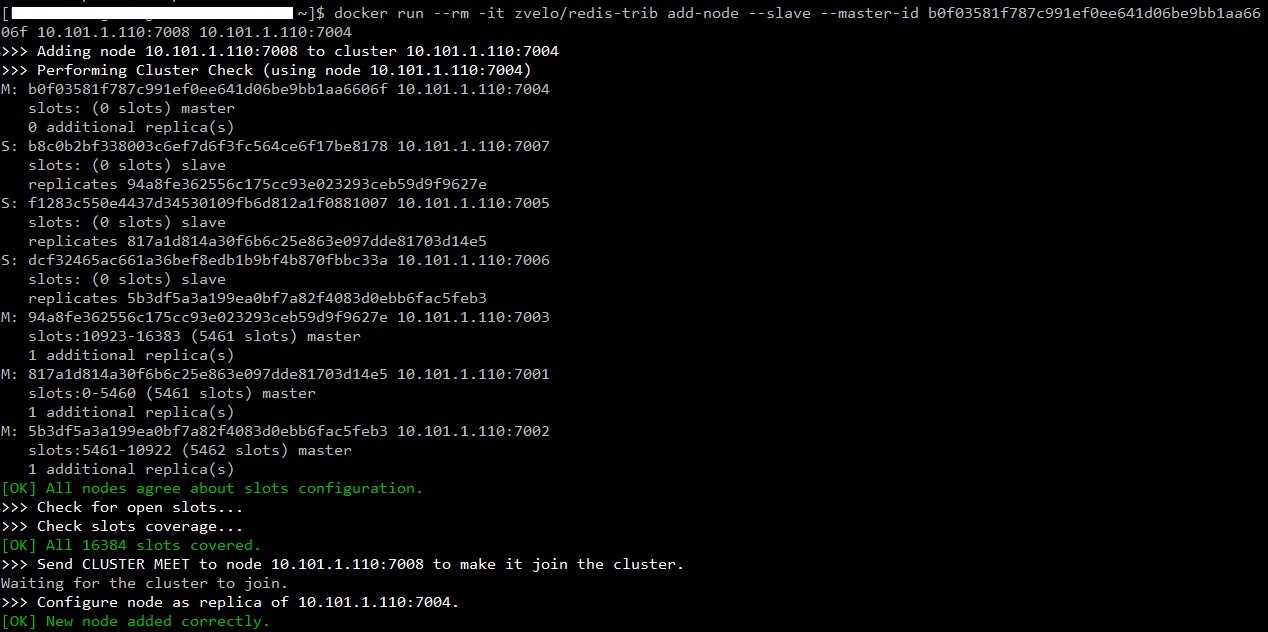 [ ~]$ docker run --rm -it zvelo/redis-trib add-node --slave --master-id b0f03581f787c991ef0ee641d06be9bb1aa66
06f 10.101.1.110:7008 10.101.1.110:7004
>>> Adding node 10.101.1.110:7008 to cluster 10.101.1.110:7004
>>> Performing Cluster Check (using node 10.101.1.110:7004)
M: b0f03581f787c991ef0ee641d06be9bb1aa6606f 10.101.1.110:7004
   slots: (0 slots) master
   0 additional replica(s)
S: b8c0b2bf338003c6ef7d6f3fc564ce6f17be8178 10.101.1.110:7007
   slots: (0 slots) slave
   replicates 94a8fe362556c175cc93e023293ceb59d9f9627e
S: f1283c550e4437d34530109fb6d812a1f0881007 10.101.1.110:7005
   slots: (0 slots) slave
   replicates 817a1d814a30f6b6c25e863e097dde81703d14e5
S: dcf32465ac661a36bef8edb1b9bf4b870fbbc33a 10.101.1.110:7006
   slots: (0 slots) slave
   replicates 5b3df5a3a199ea0bf7a82f4083d0ebb6fac5feb3
M: 94a8fe362556c175cc93e023293ceb59d9f9627e 10.101.1.110:7003
   slots:10923-16383 (5461 slots) master
   1 additional replica(s)
M: 817a1d814a30f6b6c25e863e097dde81703d14e5 10.101.1.110:7001
   slots:0-5460 (5461 slots) master
   1 additional replica(s)
M: 5b3df5a3a199ea0bf7a82f4083d0ebb6fac5feb3 10.101.1.110:7002
   slots:5461-10922 (5462 slots) master
   1 additional replica(s)
[OK] All nodes agree about slots configuration.
>>> Check for open slots...
>>> Check slots coverage...
[OK] All 16384 slots covered.
>>> Send CLUSTER MEET to node 10.101.1.110:7008 to make it join the cluster.
Waiting for the cluster to join.
>>> Configure node as replica of 10.101.1.110:7004.
[OK] New node added correctly.